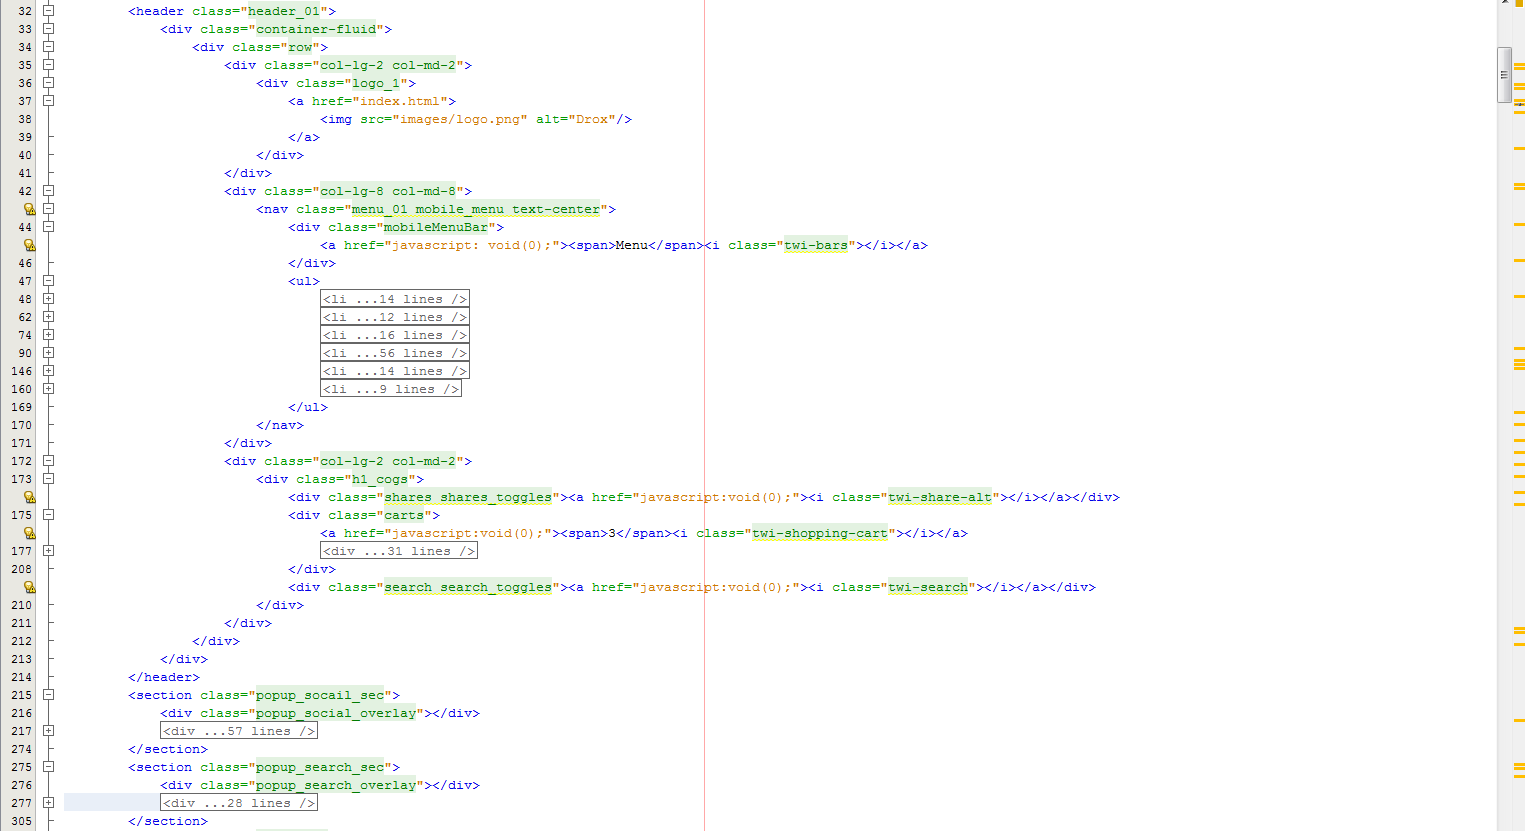 32 <header class="header_01">
33 <div class="container-fluid">
34 <div class="row">
35 <div class="col-lg-2 col-md-2">
36 <div class="logo_1">
37 <a href="index.html">
38 <img src="images/logo.png" alt="Drox"/>
39 </a>
40 </div>
41 </div>
42 <div class="col-lg-8 col-md-8">
<nav class="menu_01 mobile_menu text-center">
44 <div class="mobileMenuBar">
<a href="javascript: void(0);"><span>Menu</span><i class="twi-bars"></i></a>
46 </div>
47 <ul>
48 <li ...14 lines />
62 <li ...12 lines />
74 <li ...16 lines />
90 <li ...56 lines />
146 <li ...14 lines />
160 <li ...9 lines />
169 </ul>
170 </nav>
171 </div>
172 <div class="col-lg-2 col-md-2">
173 <div class="h1_cogs">
<div class="shares shares_toggles"><a href="javascript:void(0);"><i class="twi-share-alt"></i></a></div>
175 <div class="carts">
<a href="javascript:void(0);"><span>3</span><i class="twi-shopping-cart"></i></a>
177 <div ...31 lines />
208 </div>
<div class="search search_toggles"><a href="javascript:void(0);"><i class="twi-search"></i></a></div>
210 </div>
211 </div>
212 </div>
213 </div>
214 </header>
215 <section class="popup_socail_sec">
216 <div class="popup_social_overlay"></div>
217 <div ...57 lines />
274 </section>
275 <section class="popup_search_sec">
276 <div class="popup_search_overlay"></div>
277 <div ...28 lines />
305 </section>